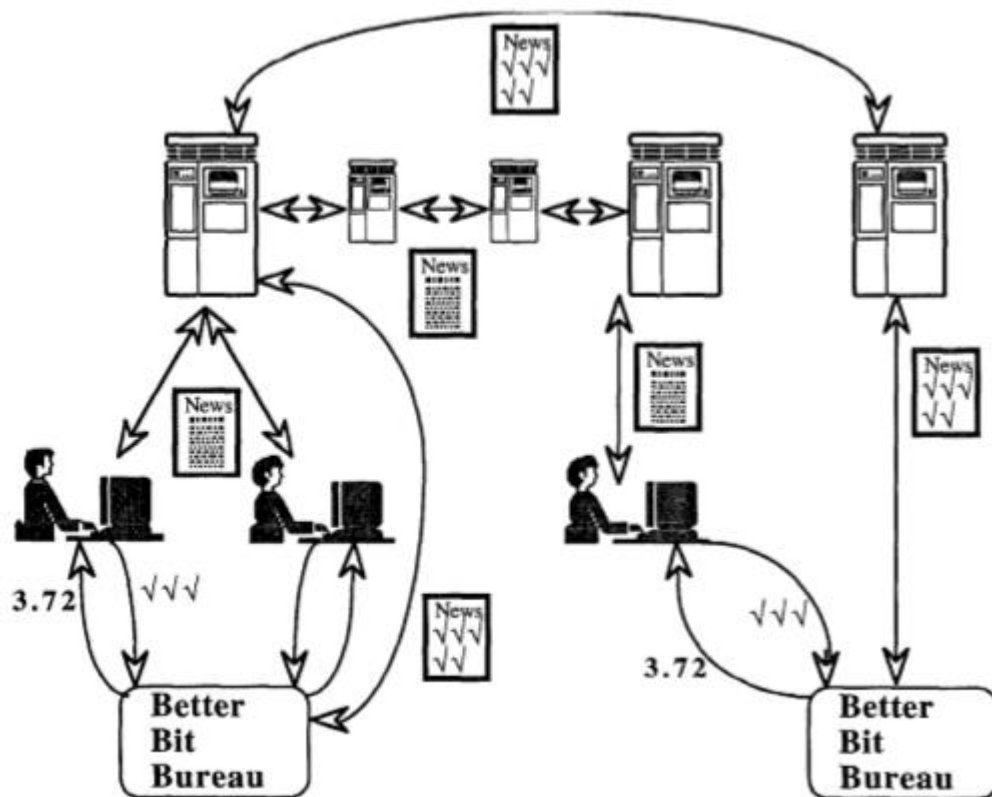 News
√√√
√√
News
News
News
News
√√√
√√
3.72
√√√
News
√√√
√√
√√√
3.72
Better
Bit
Bureau
Better
Bit
Bureau